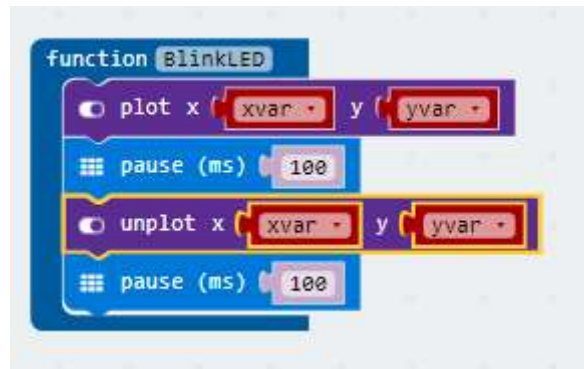 function BlinkLED
plot x xvar y yvar
pause (ms) 100
unplot x xvar y yvar
pause (ms) 100